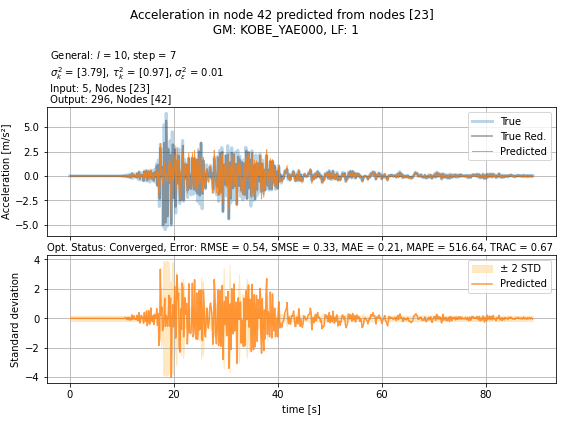 Acceleration in node 42 predicted from nodes [23]
GM: KOBE_YAE000, LF: 1
General: l = 10, step = 7
σ²ₖ = [3.79], τ²ₖ = [0.97], σ²ε = 0.01
Input: 5, Nodes [23]
Output: 296, Nodes [42]
Acceleration [m/s²]
5.0
2.5
0.0
−2.5
−5.0
True
True Red.
Predicted
Opt. Status: Converged, Error: RMSE = 0.54, SMSE = 0.33, MAE = 0.21, MAPE = 516.64, TRAC = 0.67
Standard deviation
4
2
0
−2
−4
± 2 STD
Predicted
0 20 40 60 80
time [s]